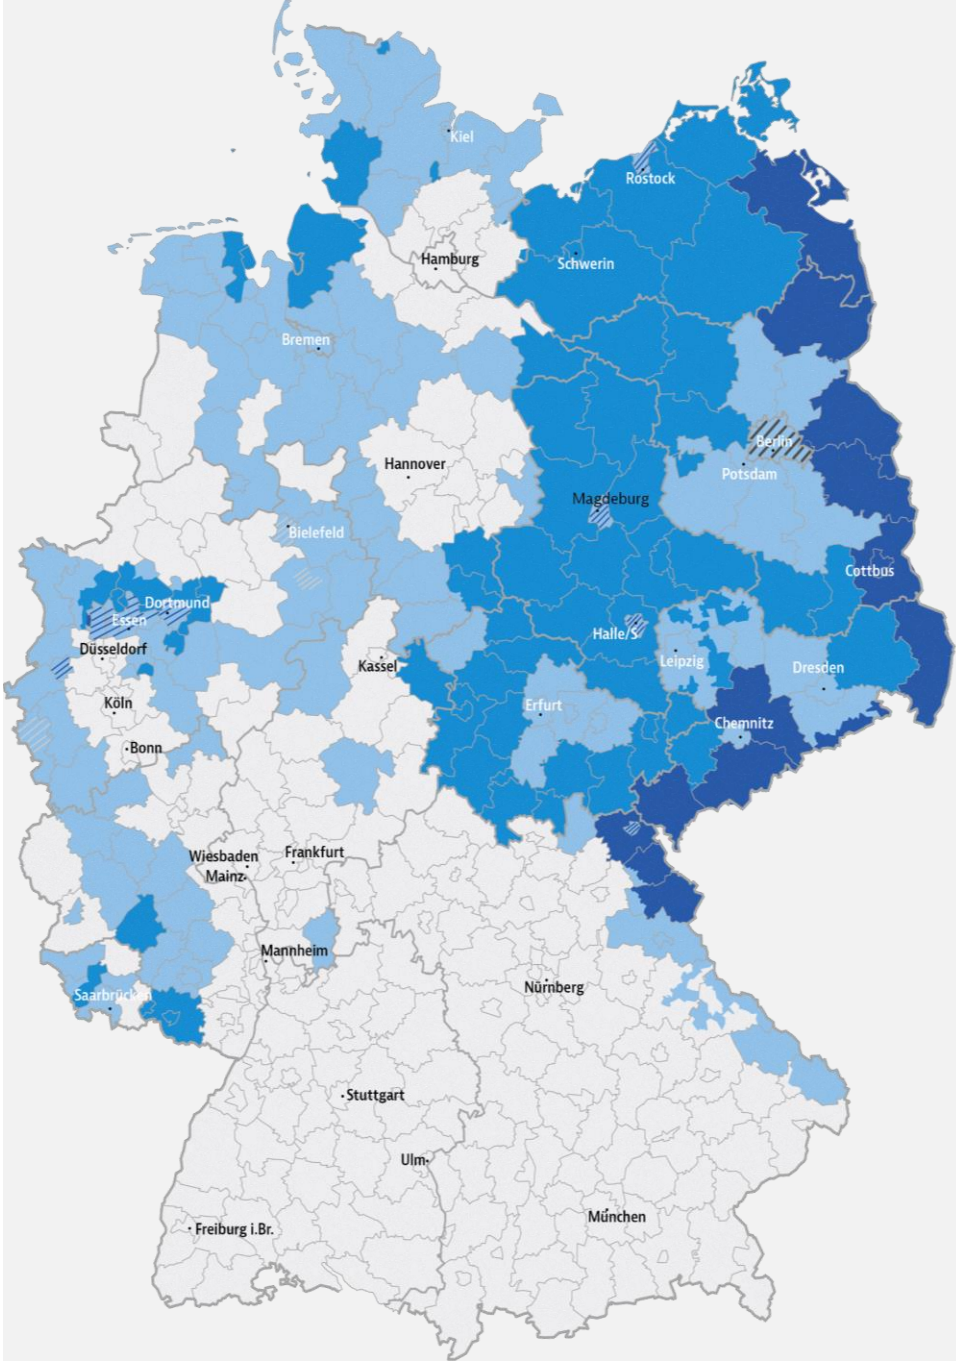 Kiel
Rostock
Schwerin
Hamburg
Bremen
Berlin
Hannover
Potsdam
Magdeburg
Bielefeld
Cottbus
Dortmund
Essen
Halle/S
Düsseldorf
Leipzig
Kassel
Dresden
Köln
Erfurt
Chemnitz
Bonn
Frankfurt
Wiesbaden
Mainz
Mannheim
Nürnberg
Saarbrücken
Stuttgart
Ulm
München
Freiburg i.Br.